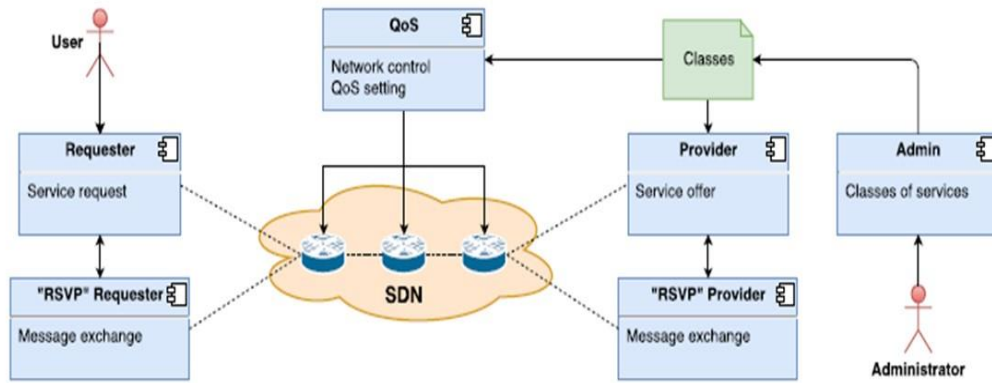 User
QoS
Network control
QoS setting
Classes
Requester
Service request
Provider
Service offer
Admin
Classes of services
SDN
"RSVP" Requester
Message exchange
"RSVP" Provider
Message exchange
Administrator